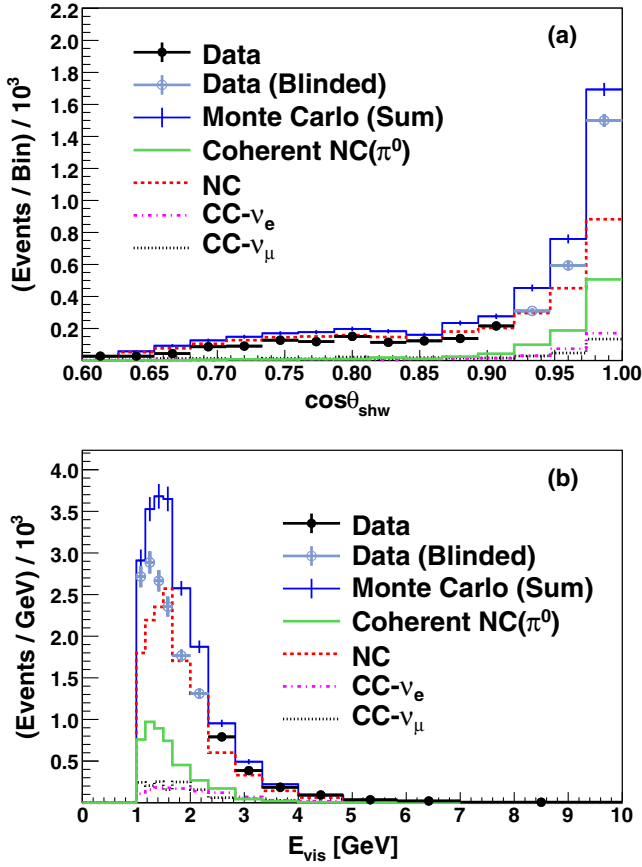 (a)
(Events / Bin) / 10³
2.2
2.0
1.8
1.6
1.4
1.2
1.0
0.8
0.6
0.4
0.2
Data
Data (Blinded)
Monte Carlo (Sum)
Coherent NC(π⁰)
NC
CC-νₑ
CC-ν_μ
0.60 0.65 0.70 0.75 0.80 0.85 0.90 0.95 1.00
cosθ_shw
(b)
(Events / GeV) / 10³
4.0
3.5
3.0
2.5
2.0
1.5
1.0
0.5
Data
Data (Blinded)
Monte Carlo (Sum)
Coherent NC(π⁰)
NC
CC-νₑ
CC-ν_μ
0 1 2 3 4 5 6 7 8 9 10
E_vis [GeV]